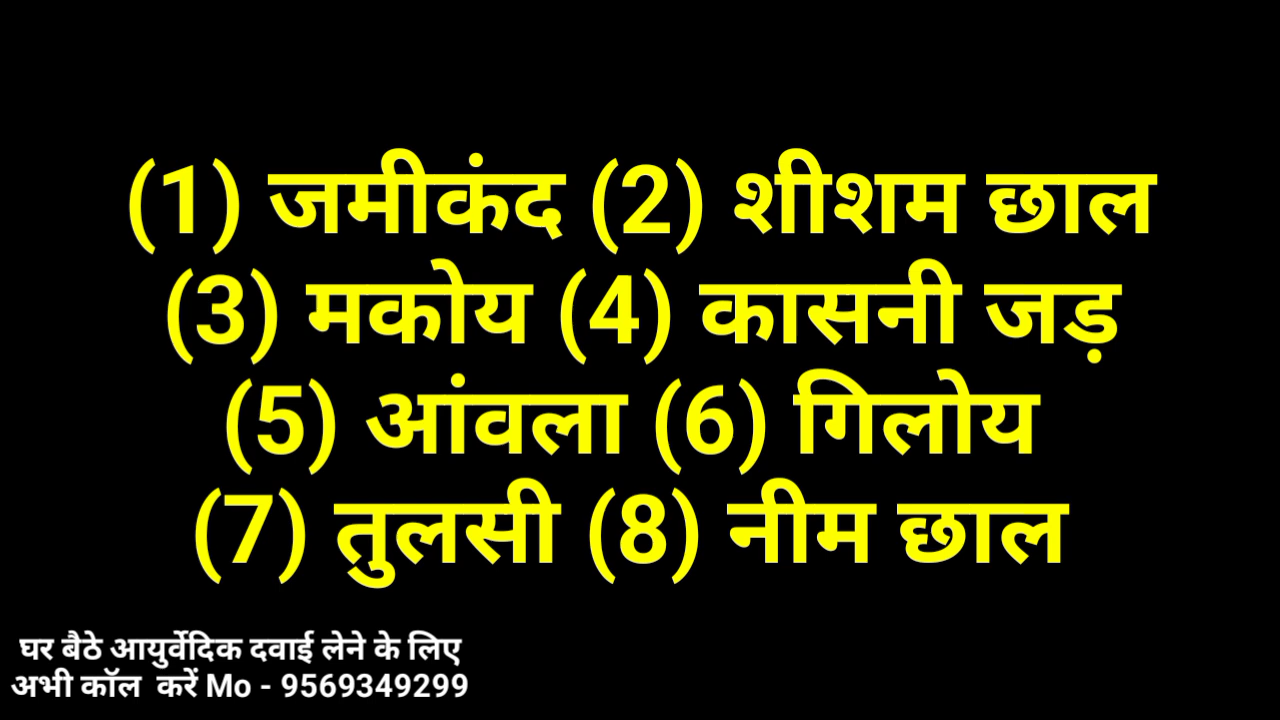 (1) जमीकंद (2) शीशम छाल
(3) मकोय (4) कासनी जड़
(5) आंवला (6) गिलोय
(7) तुलसी (8) नीम छाल
घर बैठे आयुर्वेदिक दवाई लेने के लिए
अभी कॉल करें Mo - 9569349299